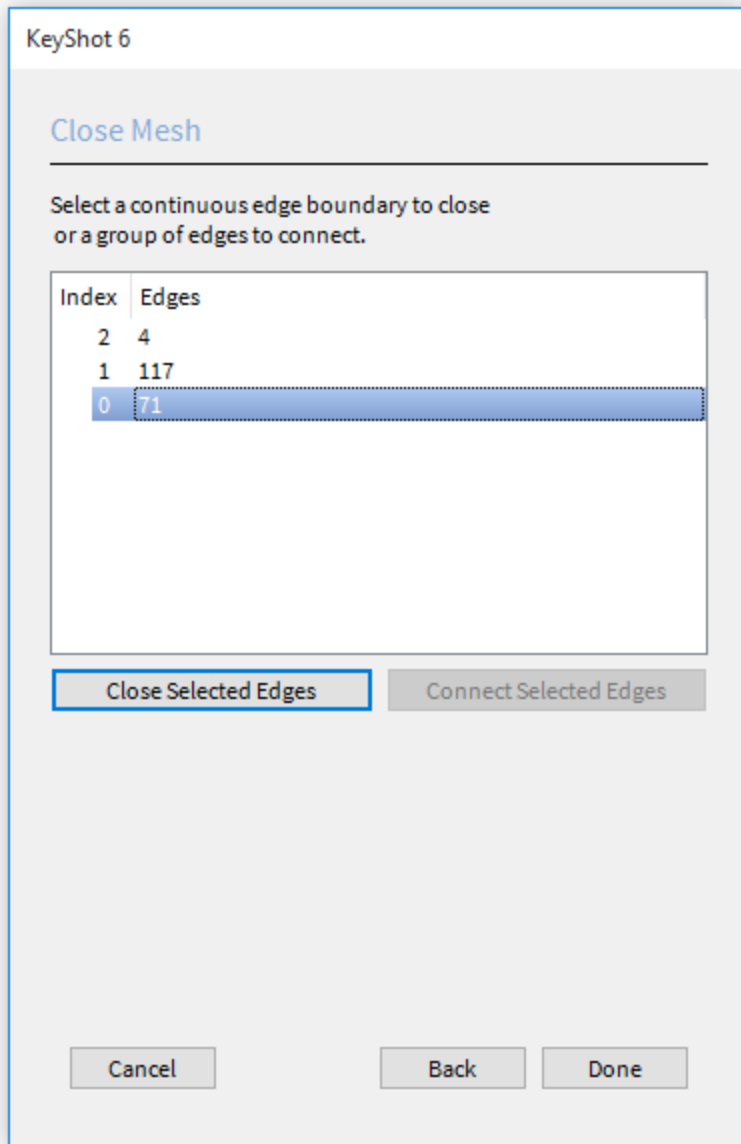 KeyShot 6
Close Mesh
Select a continuous edge boundary to close
or a group of edges to connect.
Index Edges
2 4
1 117
0 71
Close Selected Edges Connect Selected Edges
Cancel Back Done